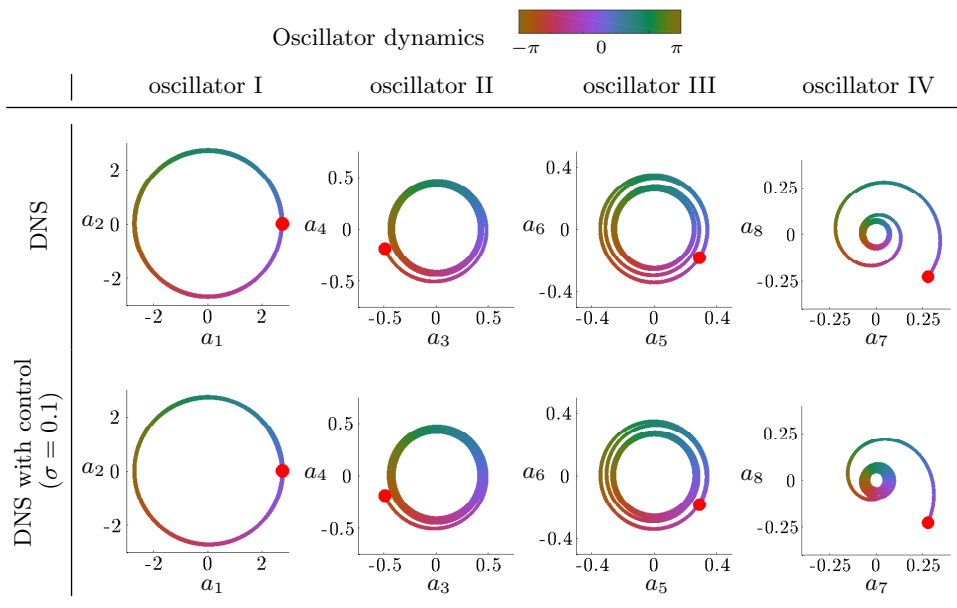 Oscillator dynamics
−π 0 π
oscillator I oscillator II oscillator III oscillator IV
DNS
a2
2
0
-2
-2 0 2
a1
a4
0.5
0
-0.5
-0.5 0 0.5
a3
a6
0.4
0
-0.4
-0.4 0 0.4
a5
a8
0.25
0
-0.25
-0.25 0 0.25
a7
DNS with control
(σ = 0.1)
a2
2
0
-2
-2 0 2
a1
a4
0.5
0
-0.5
-0.5 0 0.5
a3
a6
0.4
0
-0.4
-0.4 0 0.4
a5
a8
0.25
0
-0.25
-0.25 0 0.25
a7